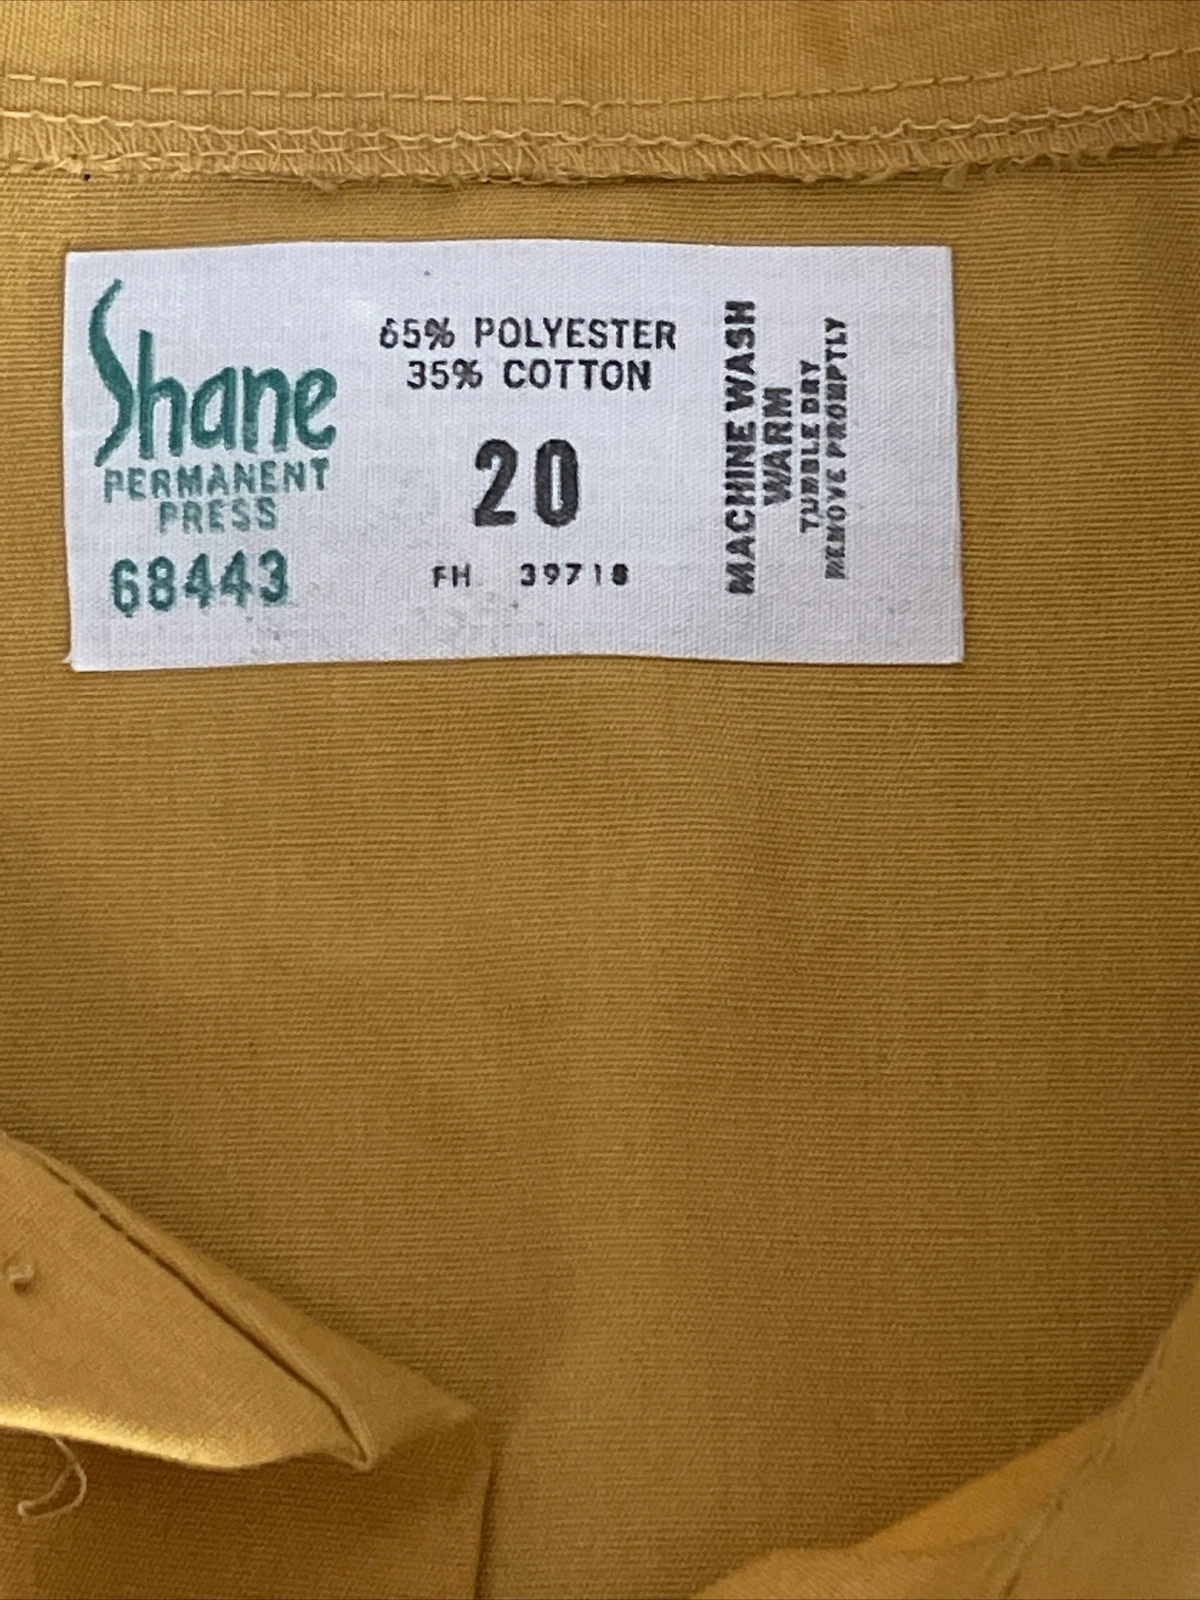 Shane
PERMANENT
PRESS
68443
65% POLYESTER
35% COTTON
20
FH 39718
MACHINE WASH
WARM
TUMBLE DRY
REMOVE PROMPTLY